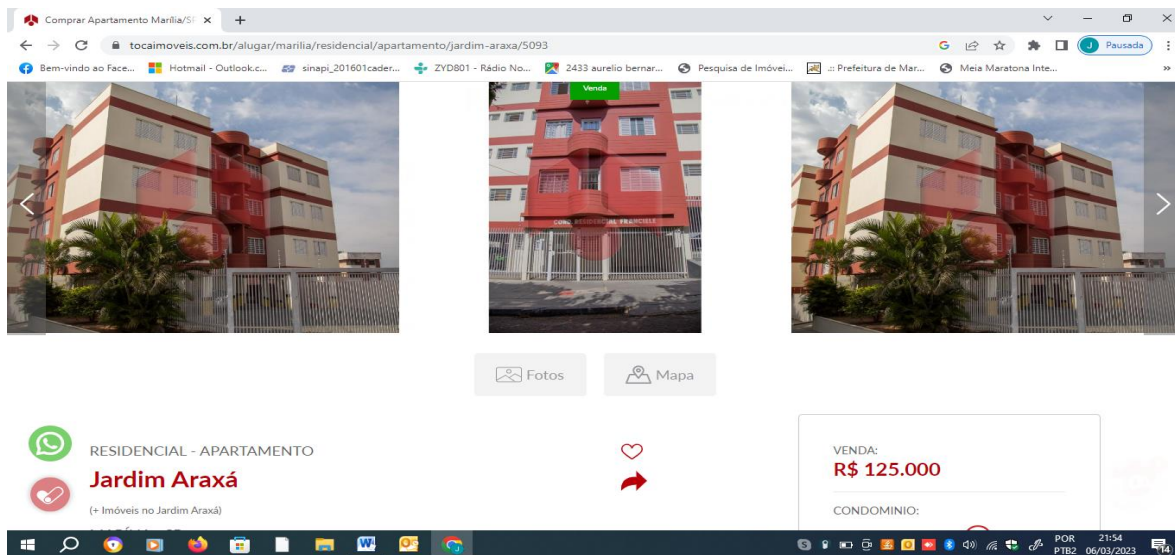 Comprar Apartamento Marília/S
tocaimoveis.com.br/alugar/marilia/residencial/apartamento/jardim-araxa/5093
Pausada
Bem-vindo ao Face...
Hotmail - Outlook.c...
sinapi_201601cader...
ZYD801 - Rádio No...
2433 aurelio bernar...
Pesquisa de Imóvei...
.:: Prefeitura de Mar...
Meia Maratona Inte...
Venda
COND. RESIDENCIAL FRANCIELE
Fotos
Mapa
RESIDENCIAL - APARTAMENTO
Jardim Araxá
(+ Imóveis no Jardim Araxá)
VENDA:
R$ 125.000
CONDOMINIO:
POR
PTB2
21:54
06/03/2023